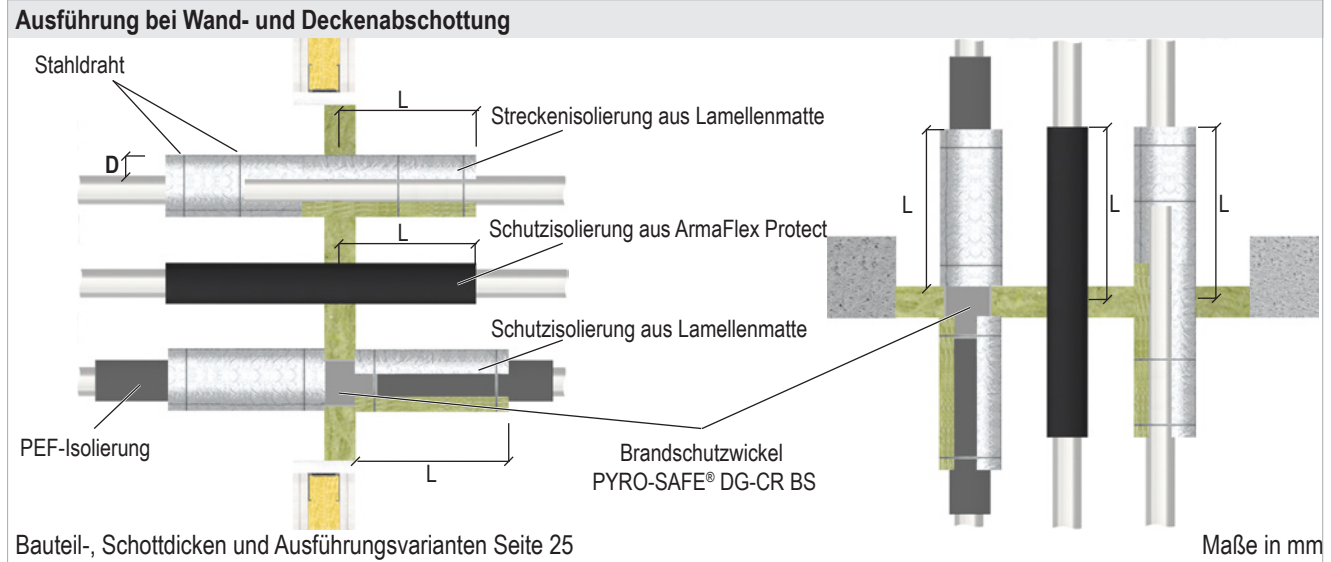 Ausführung bei Wand- und Deckenabschottung
Stahldraht
L
Streckenisolierung aus Lamellenmatte
D
L
Schutzisolierung aus ArmaFlex Protect
Schutzisolierung aus Lamellenmatte
PEF-Isolierung
L
L
L
L
Brandschutzwickel
PYRO-SAFE® DG-CR BS
Bauteil-, Schottdicken und Ausführungsvarianten Seite 25
Maße in mm